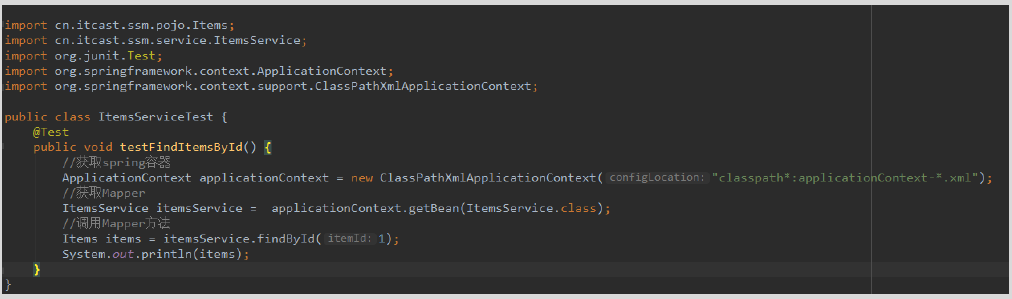 import cn.itcast.ssm.pojo.Items;
import cn.itcast.ssm.service.ItemsService;
import org.junit.Test;
import org.springframework.context.ApplicationContext;
import org.springframework.context.support.ClassPathXmlApplicationContext;
public class ItemsServiceTest {
@Test
public void testFindItemsById() {
//获取spring容器
ApplicationContext applicationContext = new ClassPathXmlApplicationContext( configLocation: "classpath*:applicationContext-*.xml");
//获取Mapper
ItemsService itemsService =  applicationContext.getBean(ItemsService.class);
//调用Mapper方法
Items items = itemsService.findById( itemId: 1);
System.out.println(items);
}
}